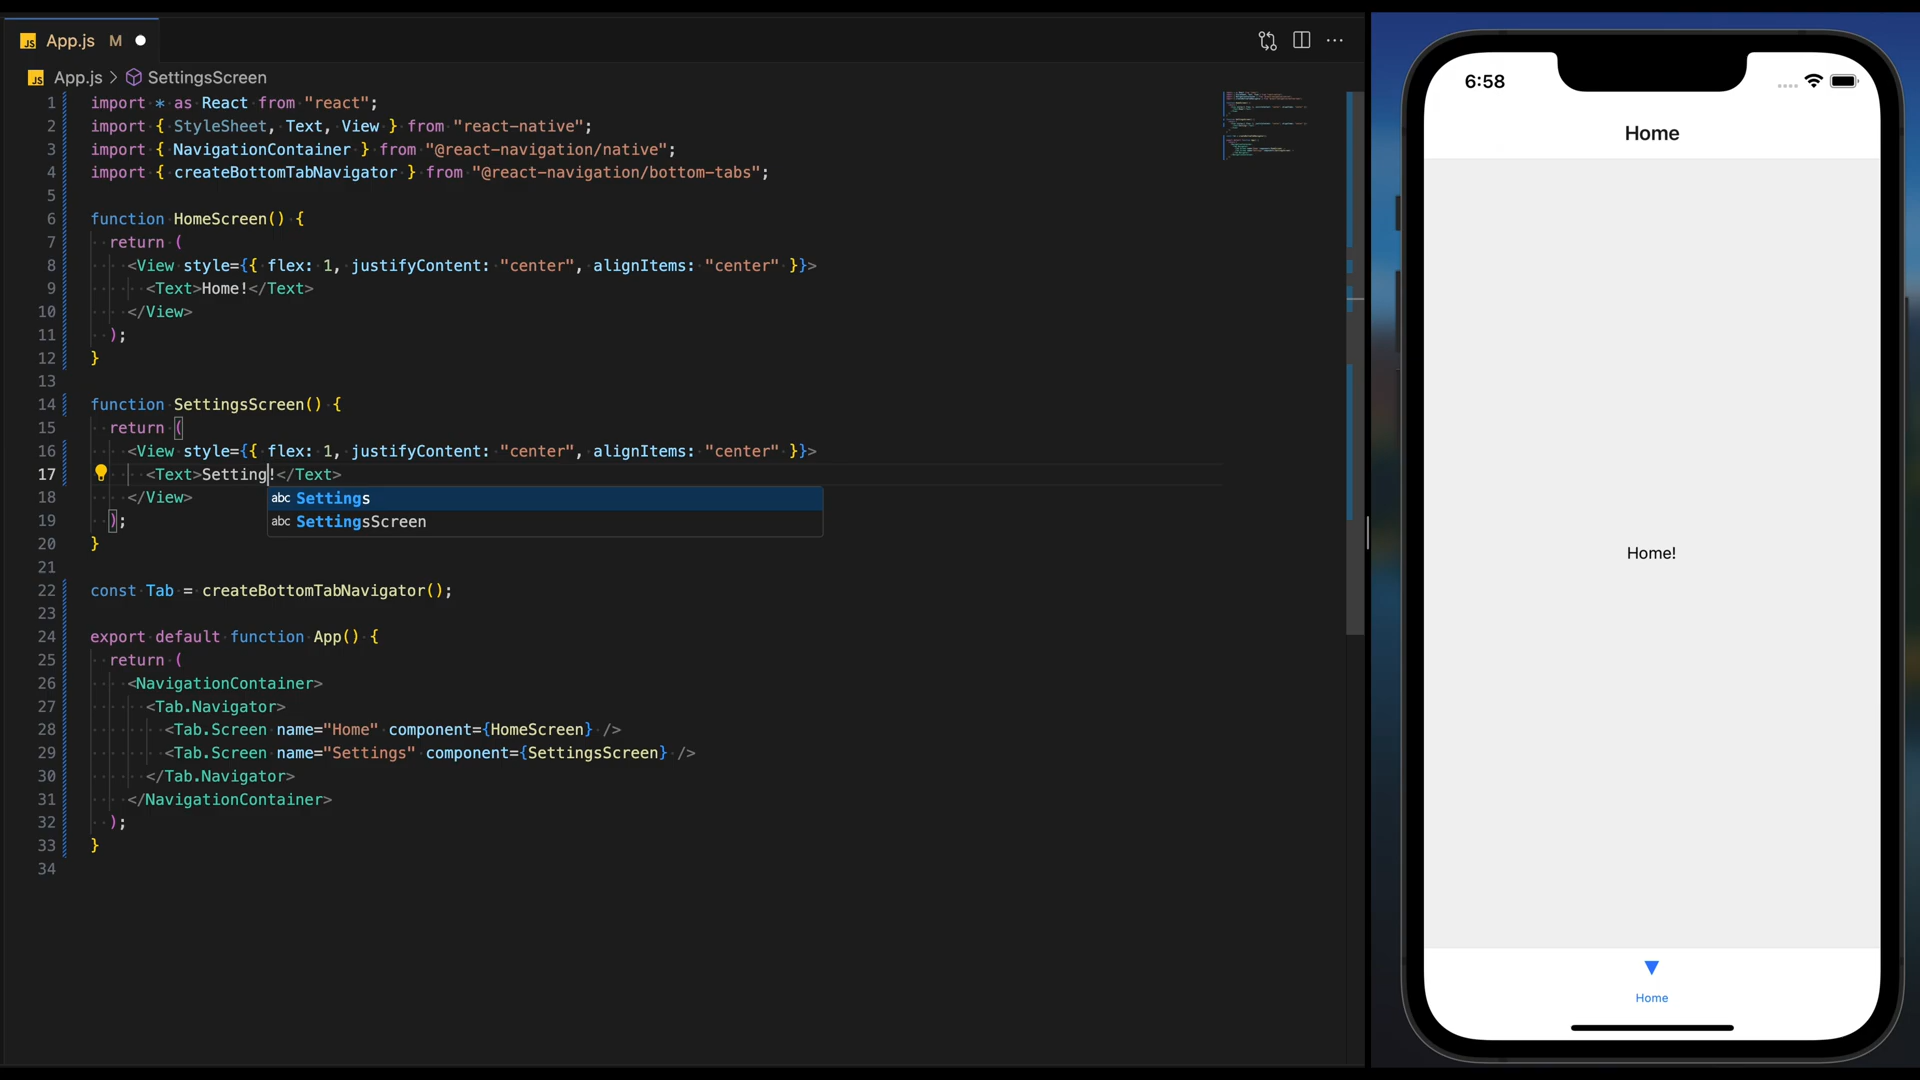 JS App.js M
JS App.js > SettingsScreen
1 import * as React from "react";
2 import { StyleSheet, Text, View } from "react-native";
3 import { NavigationContainer } from "@react-navigation/native";
4 import { createBottomTabNavigator } from "@react-navigation/bottom-tabs";
5
6 function HomeScreen() {
7 return (
8 <View style={{ flex: 1, justifyContent: "center", alignItems: "center" }}>
9 <Text>Home!</Text>
10 </View>
11 );
12 }
13
14 function SettingsScreen() {
15 return (
16 <View style={{ flex: 1, justifyContent: "center", alignItems: "center" }}>
17 <Text>Setting!</Text>
18 </View>
abc Settings
19 );
abc SettingsScreen
20 }
21
22 const Tab = createBottomTabNavigator();
23
24 export default function App() {
25 return (
26 <NavigationContainer>
27 <Tab.Navigator>
28 <Tab.Screen name="Home" component={HomeScreen} />
29 <Tab.Screen name="Settings" component={SettingsScreen} />
30 </Tab.Navigator>
31 </NavigationContainer>
32 );
33 }
34
6:58
Home
Home!
Home